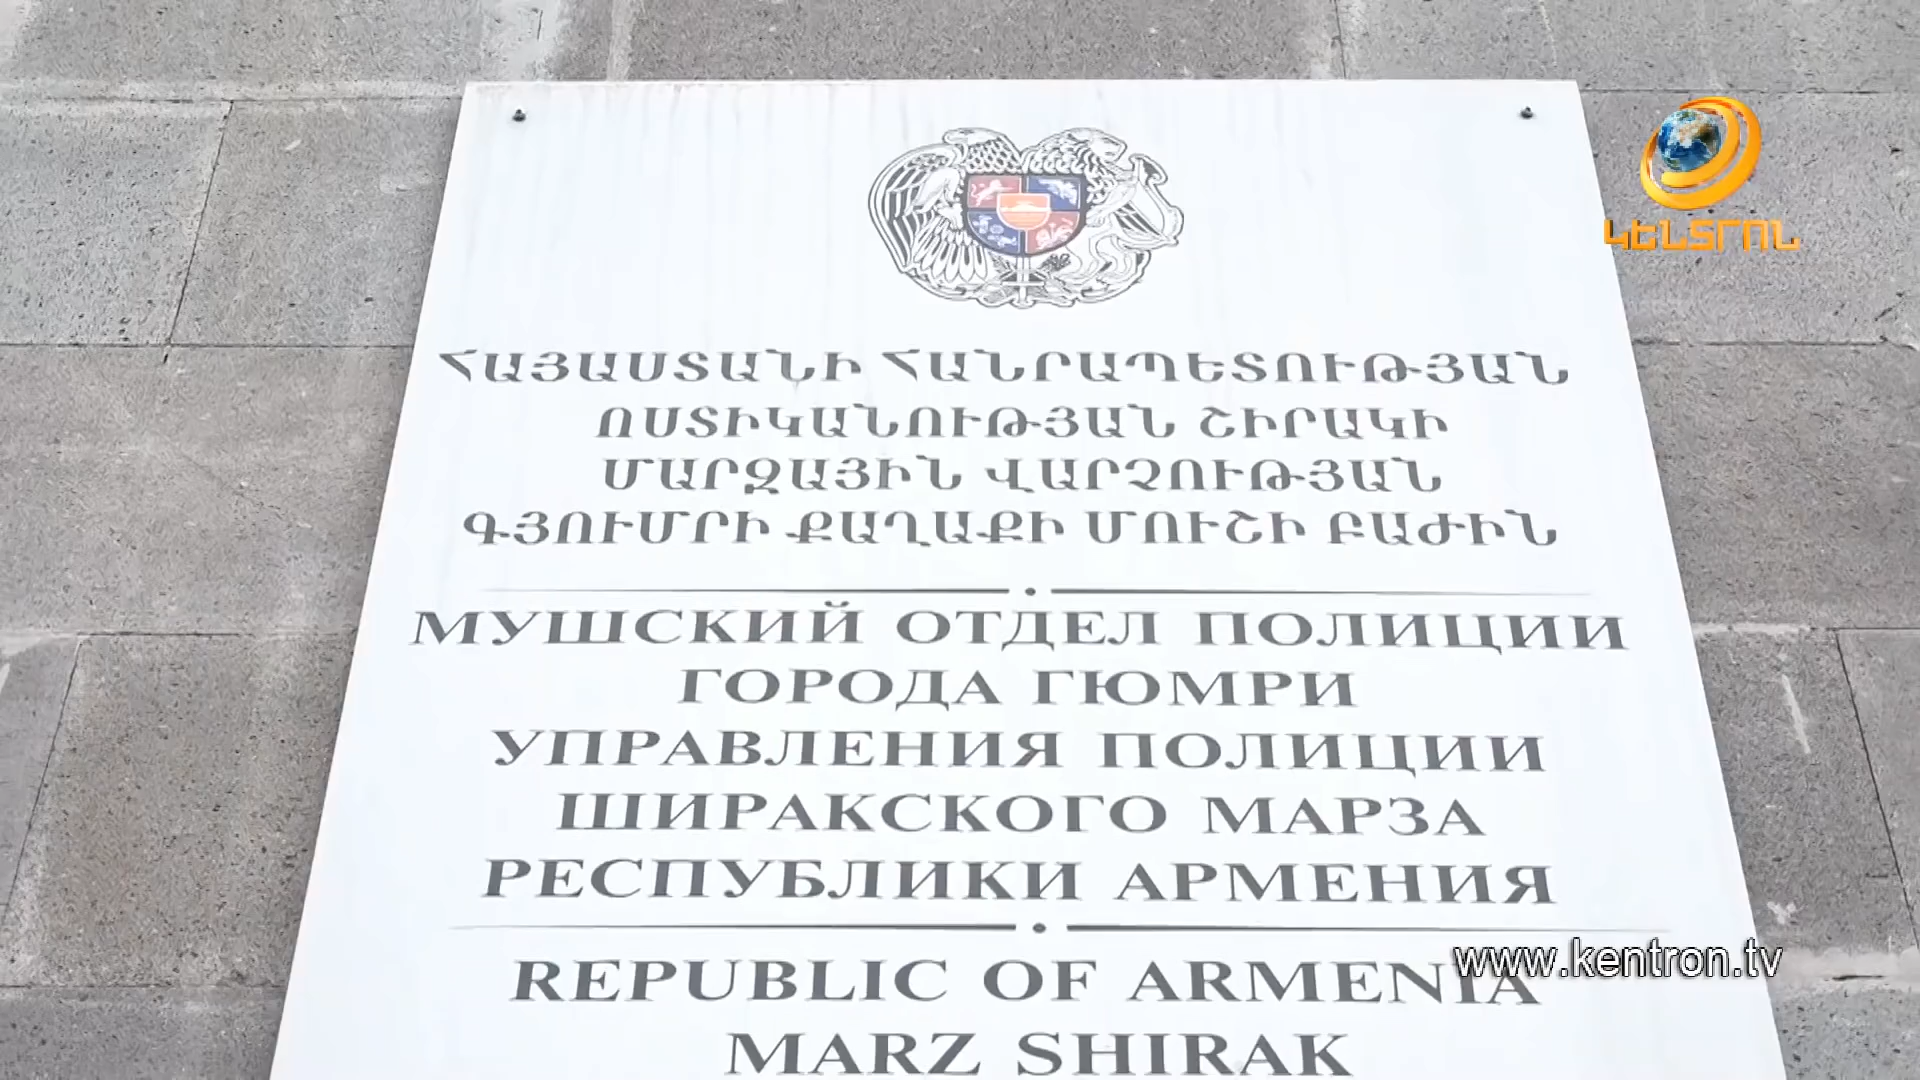 ԿԵՆՏՐՈՆ
ՀԱՅԱՍՏԱՆԻ ՀԱՆՐԱՊԵՏՈՒԹՅԱՆ
ՈՍՏԻԿԱՆՈՒԹՅԱՆ ՇԻՐԱԿԻ
ՄԱՐԶԱՅԻՆ ՎԱՐՉՈՒԹՅԱՆ
ԳՅՈՒՄՐԻ ՔԱՂԱՔԻ ՄՈՒՇԻ ԲԱԺԻՆ
МУШСКИЙ ОТДЕЛ ПОЛИЦИИ
ГОРОДА ГЮМРИ
УПРАВЛЕНИЯ ПОЛИЦИИ
ШИРАКСКОГО МАРЗА
РЕСПУБЛИКИ АРМЕНИЯ
REPUBLIC OF ARMENIA
www.kentron.tv
MARZ SHIRAK